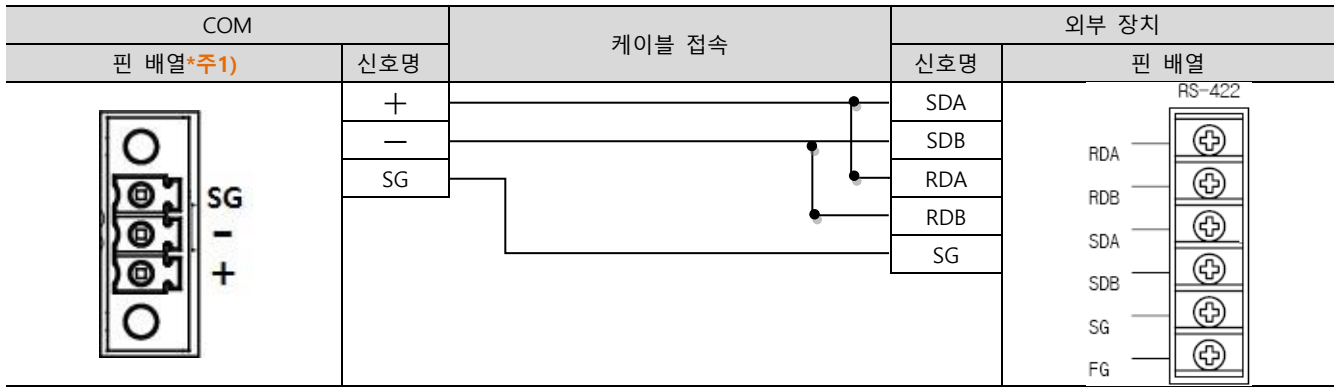 COM 케이블 접속 외부 장치
핀 배열*주1) 신호명 신호명 핀 배열
+ SDA RS-422
- SDB RDA
SG RDA RDB
SG RDB SDA
- SG SDB
+ SG
FG